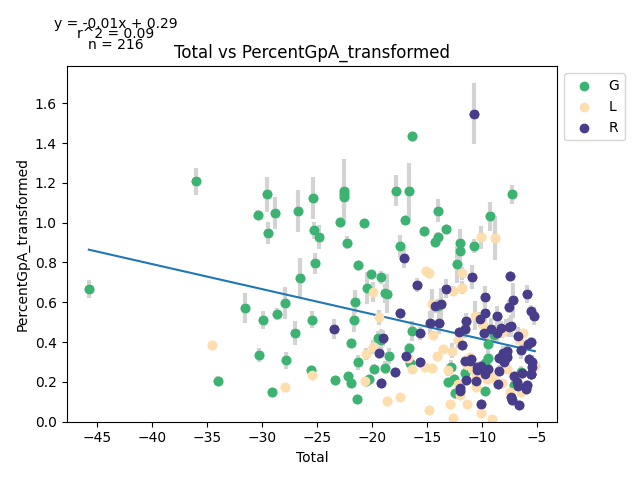 y = -0.01x + 0.29
r^2 = 0.09
n = 216
Total vs PercentGpA_transformed
G
L
R
PercentGpA_transformed
1.6
1.4
1.2
1.0
0.8
0.6
0.4
0.2
0.0
−45
−40
−35
−30
−25
−20
−15
−10
−5
Total